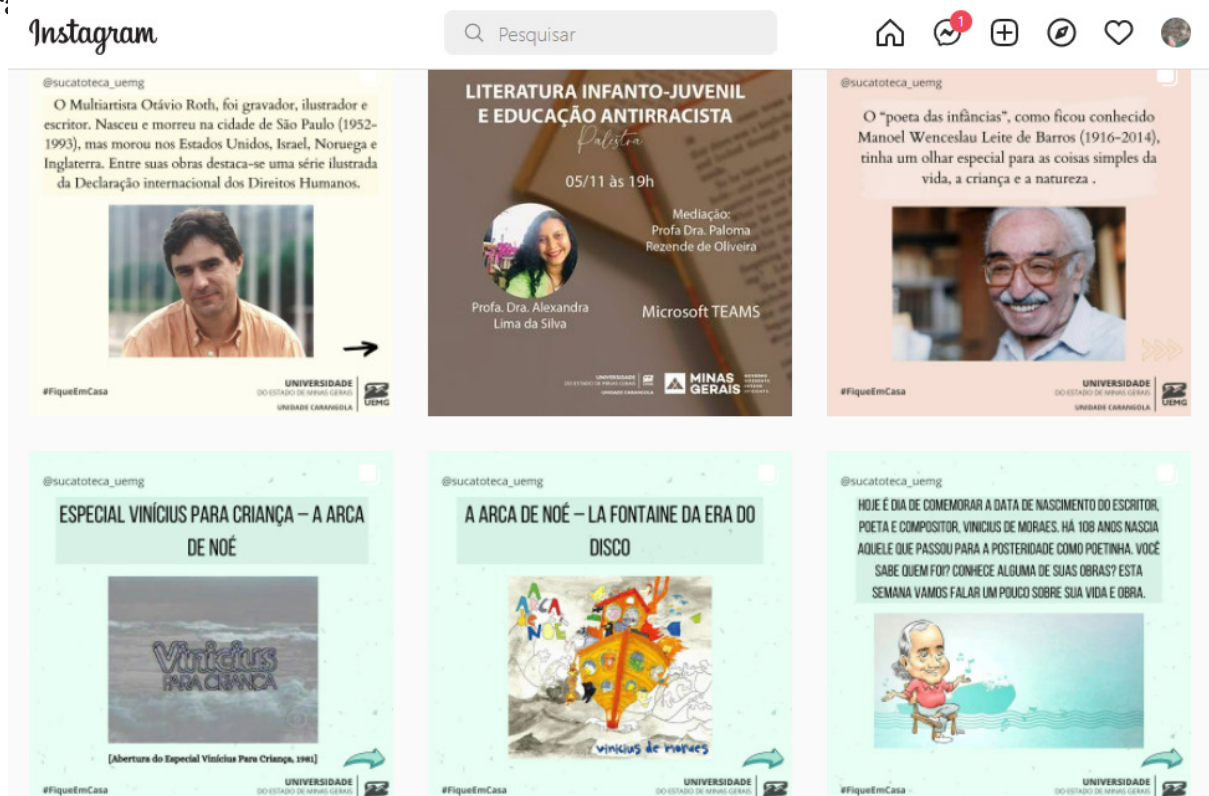 Instagram
Pesquisar
1
@sucatoteca_uemg
O Multiartista Otávio Roth, foi gravador, ilustrador e
escritor. Nasceu e morreu na cidade de São Paulo (1952-
1993), mas morou nos Estados Unidos, Israel, Noruega e
Inglaterra. Entre suas obras destaca-se uma série ilustrada
da Declaração internacional dos Direitos Humanos.
#FiqueEmCasa
UNIVERSIDADE
DO ESTADO DE MINAS GERAIS
UNIDADE CARANGOLA
UEMG
LITERATURA INFANTO-JUVENIL
E EDUCAÇÃO ANTIRRACISTA
Palestra
05/11 às 19h
Mediação:
Profa Dra. Paloma
Rezende de Oliveira
Profa. Dra. Alexandra
Lima da Silva
Microsoft TEAMS
UNIVERSIDADE
DO ESTADO DE MINAS GERAIS
UNIDADE CARANGOLA
MINAS
GERAIS
@sucatoteca_uemg
O "poeta das infâncias", como ficou conhecido
Manoel Wenceslau Leite de Barros (1916-2014),
tinha um olhar especial para as coisas simples da
vida, a criança e a natureza .
#FiqueEmCasa
UNIVERSIDADE
DO ESTADO DE MINAS GERAIS
UNIDADE CARANGOLA
UEMG
@sucatoteca_uemg
ESPECIAL VINÍCIUS PARA CRIANÇA – A ARCA
DE NOÉ
Vinicius
PARA CRIANÇA
[Abertura do Especial Vinícius Para Criança, 1981]
#FiqueEmCasa
UNIVERSIDADE
DO ESTADO DE MINAS GERAIS
@sucatoteca_uemg
A ARCA DE NOÉ – LA FONTAINE DA ERA DO
DISCO
A
ARCA
de
NOÉ
vinicius de moraes
#FiqueEmCasa
UNIVERSIDADE
DO ESTADO DE MINAS GERAIS
@sucatoteca_uemg
HOJE É DIA DE COMEMORAR A DATA DE NASCIMENTO DO ESCRITOR,
POETA E COMPOSITOR, VINICIUS DE MORAES. HÁ 108 ANOS NASCIA
AQUELE QUE PASSOU PARA A POSTERIDADE COMO POETINHA. VOCÊ
SABE QUEM FOI? CONHECE ALGUMA DE SUAS OBRAS? ESTA
SEMANA VAMOS FALAR UM POUCO SOBRE SUA VIDA E OBRA.
#FiqueEmCasa
UNIVERSIDADE
DO ESTADO DE MINAS GERAIS